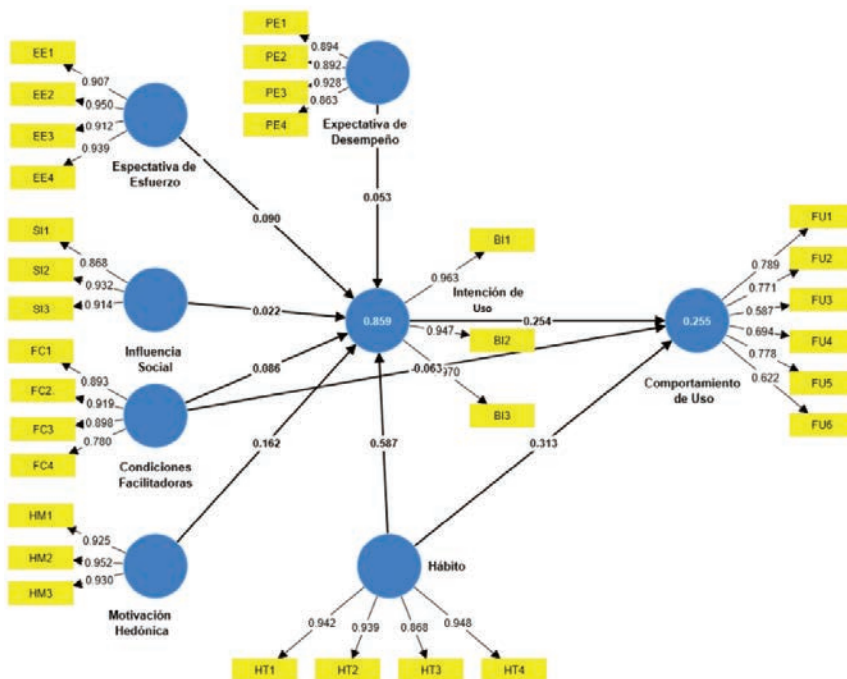 PE1
PE2
PE3
PE4
0.894
0.892
0.928
0.863
Expectativa de
Desempeño
EE1
EE2
EE3
EE4
0.907
0.950
0.912
0.939
Espectativa de
Esfuerzo
0.090
0.053
SI1
SI2
SI3
0.868
0.932
0.914
Influencia
Social
0.022
FC1
FC2
FC3
FC4
0.893
0.919
0.898
0.780
Condiciones
Facilitadoras
0.086
-0.063
HM1
HM2
HM3
0.925
0.952
0.930
Motivación
Hedónica
0.162
0.859
Intención de
Uso
BI1
BI2
BI3
0.963
0.947
0.254
0.255
Comportamiento
de Uso
FU1
FU2
FU3
FU4
FU5
FU6
0.789
0.771
0.587
0.694
0.778
0.622
0.587
0.313
Hábito
0.942
0.939
0.868
0.948
HT1
HT2
HT3
HT4